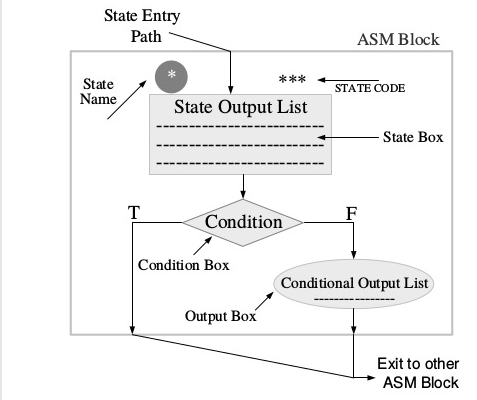 State Entry
Path
ASM Block
State
Name
*
***
STATE CODE
State Output List
State Box
T
Condition
F
Condition Box
Conditional Output List
Output Box
Exit to other
ASM Block